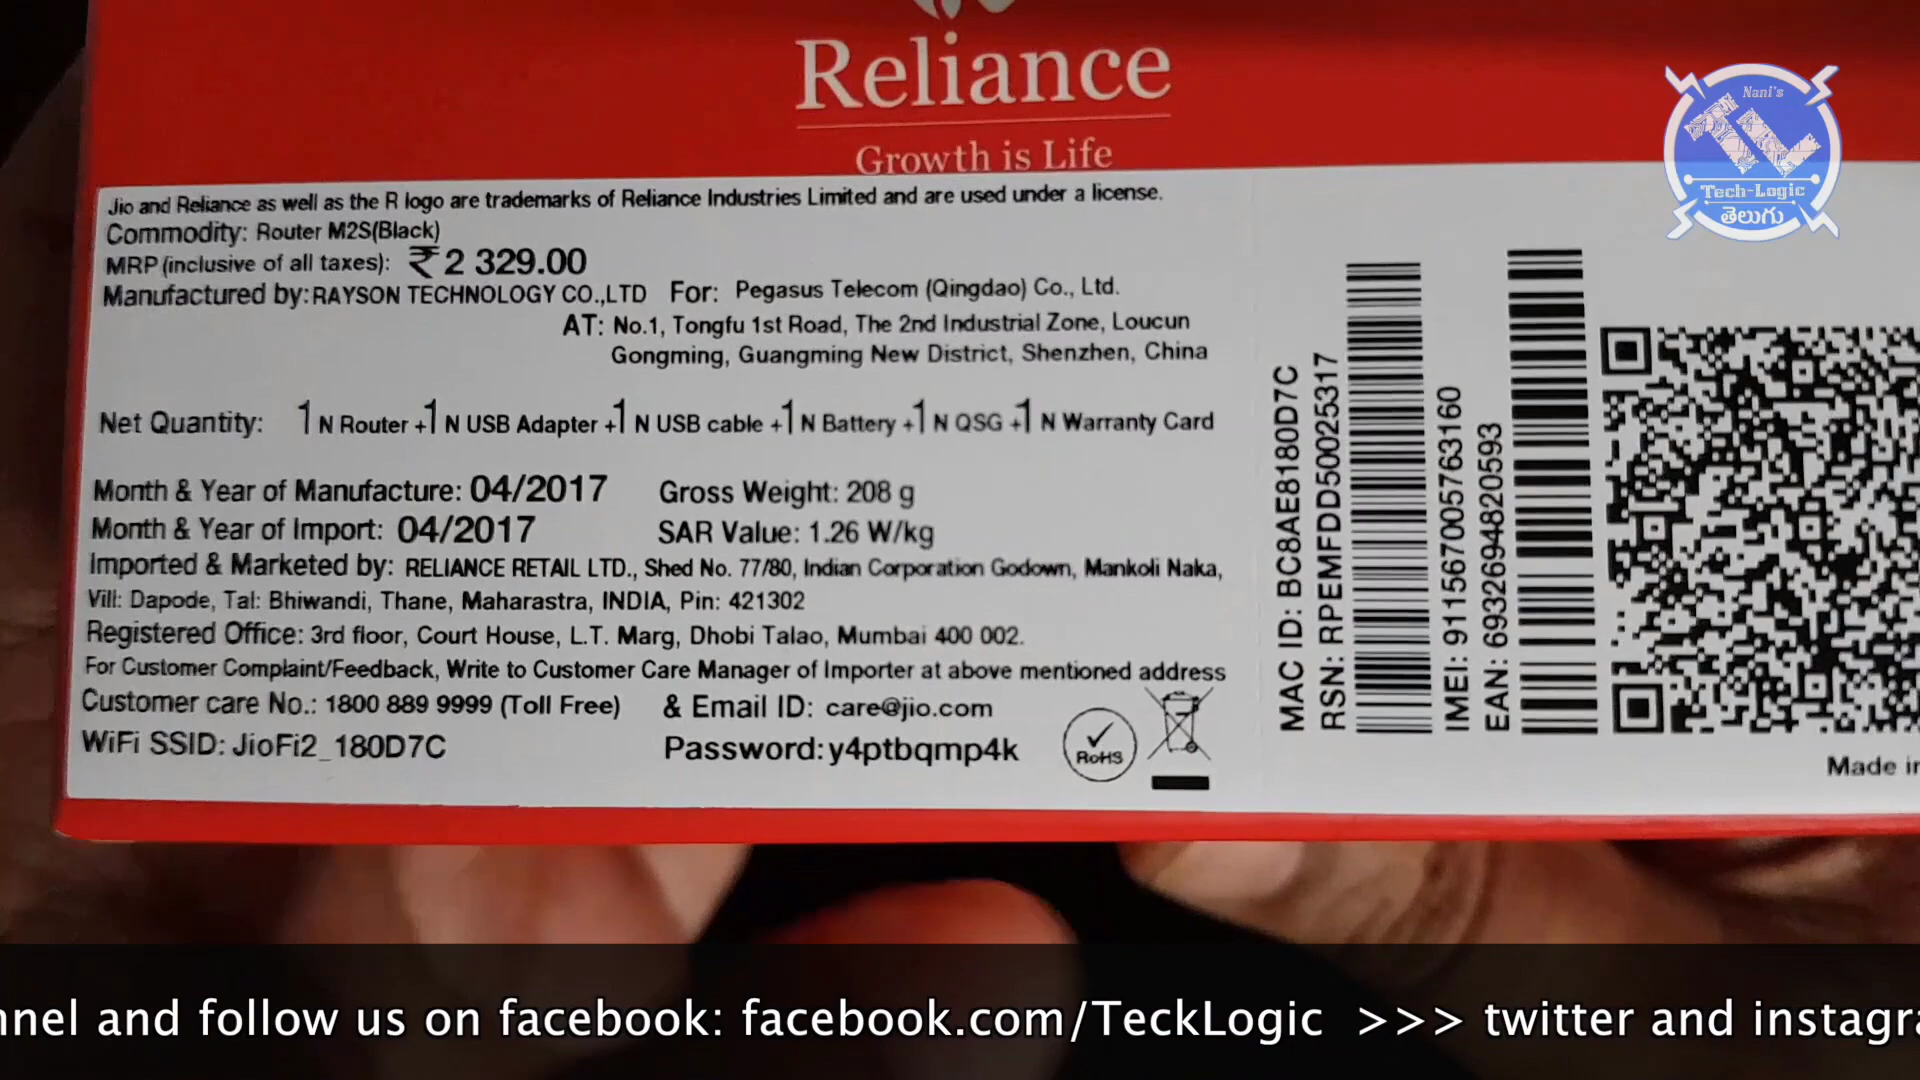 Reliance
Growth is Life
Nani's
TL
Tech-Logic
తెలుగు
Jio and Reliance as well as the R logo are trademarks of Reliance Industries Limited and are used under a license.
Commodity: Router M2S(Black)
MRP (inclusive of all taxes): ₹ 2 329.00
Manufactured by: RAYSON TECHNOLOGY CO.,LTD For: Pegasus Telecom (Qingdao) Co., Ltd.
AT: No.1, Tongfu 1st Road, The 2nd Industrial Zone, Loucun
Gongming, Guangming New District, Shenzhen, China
Net Quantity: 1 N Router +1 N USB Adapter +1 N USB cable +1 N Battery +1 N QSG +1 N Warranty Card
Month & Year of Manufacture: 04/2017 Gross Weight: 208 g
Month & Year of Import: 04/2017 SAR Value: 1.26 W/kg
Imported & Marketed by: RELIANCE RETAIL LTD., Shed No. 77/80, Indian Corporation Godown, Mankoli Naka,
Vill: Dapode, Tal: Bhiwandi, Thane, Maharastra, INDIA, Pin: 421302
Registered Office: 3rd floor, Court House, L.T. Marg, Dhobi Talao, Mumbai 400 002.
For Customer Complaint/Feedback, Write to Customer Care Manager of Importer at above mentioned address
Customer care No.: 1800 889 9999 (Toll Free) & Email ID: care@jio.com
WiFi SSID: JioFi2_180D7C Password: y4ptbqmp4k
RoHS
MAC ID: BC8AE8180D7C
RSN: RPEMFDD50025317
IMEI: 911567005763160
EAN: 6932694820593
Made in
nnel and follow us on facebook: facebook.com/TeckLogic >>> twitter and instagra